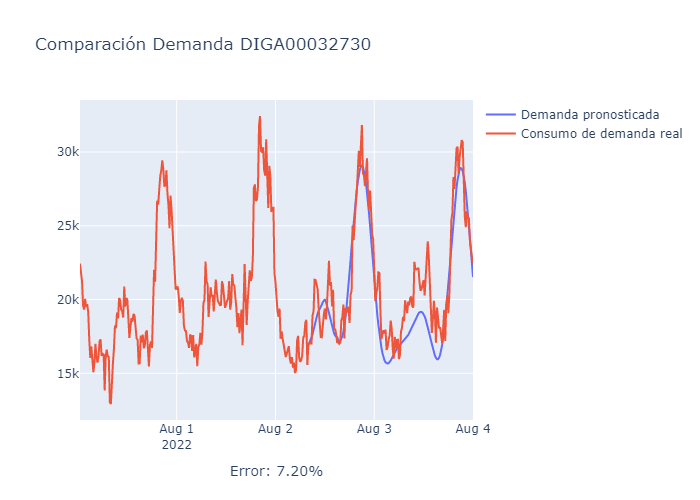 Comparación Demanda DIGA00032730
Demanda pronosticada
Consumo de demanda real
30k
25k
20k
15k
Aug 1
2022
Aug 2
Aug 3
Aug 4
Error: 7.20%